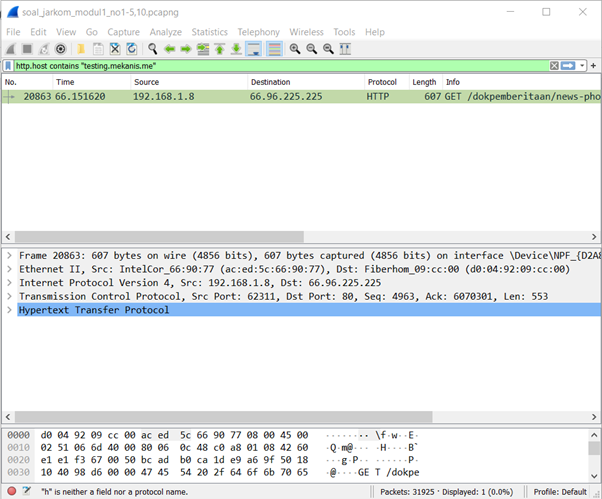 soal_jarkom_modul1_no1-5,10.pcapng
File Edit View Go Capture Analyze Statistics Telephony Wireless Tools Help
http.host contains "testing.mekanis.me"
No. Time Source Destination Protocol Length Info
20863 66.151620 192.168.1.8 66.96.225.225 HTTP 607 GET /dokpemberitaan/news-pho
Frame 20863: 607 bytes on wire (4856 bits), 607 bytes captured (4856 bits) on interface \Device\NPF_{D2A8
Ethernet II, Src: IntelCor_66:90:77 (ac:ed:5c:66:90:77), Dst: Fiberhom_09:cc:00 (d0:04:92:09:cc:00)
Internet Protocol Version 4, Src: 192.168.1.8, Dst: 66.96.225.225
Transmission Control Protocol, Src Port: 62311, Dst Port: 80, Seq: 4963, Ack: 6070301, Len: 553
Hypertext Transfer Protocol
0000 d0 04 92 09 cc 00 ac ed 5c 66 90 77 08 00 45 00 ········ \f·w··E·
0010 02 51 06 6d 40 00 80 06 0c 48 c0 a8 01 08 42 60 ·Q·m@··· ·H····B`
0020 e1 e1 f3 67 00 50 bc ad b0 ca 1d e9 a6 9f 50 18 ···g·P·· ······P·
0030 10 40 98 d6 00 00 47 45 54 20 2f 64 6f 6b 70 65 ·@····GE T /dokpe
"h" is neither a field nor a protocol name. Packets: 31925 · Displayed: 1 (0.0%) Profile: Default